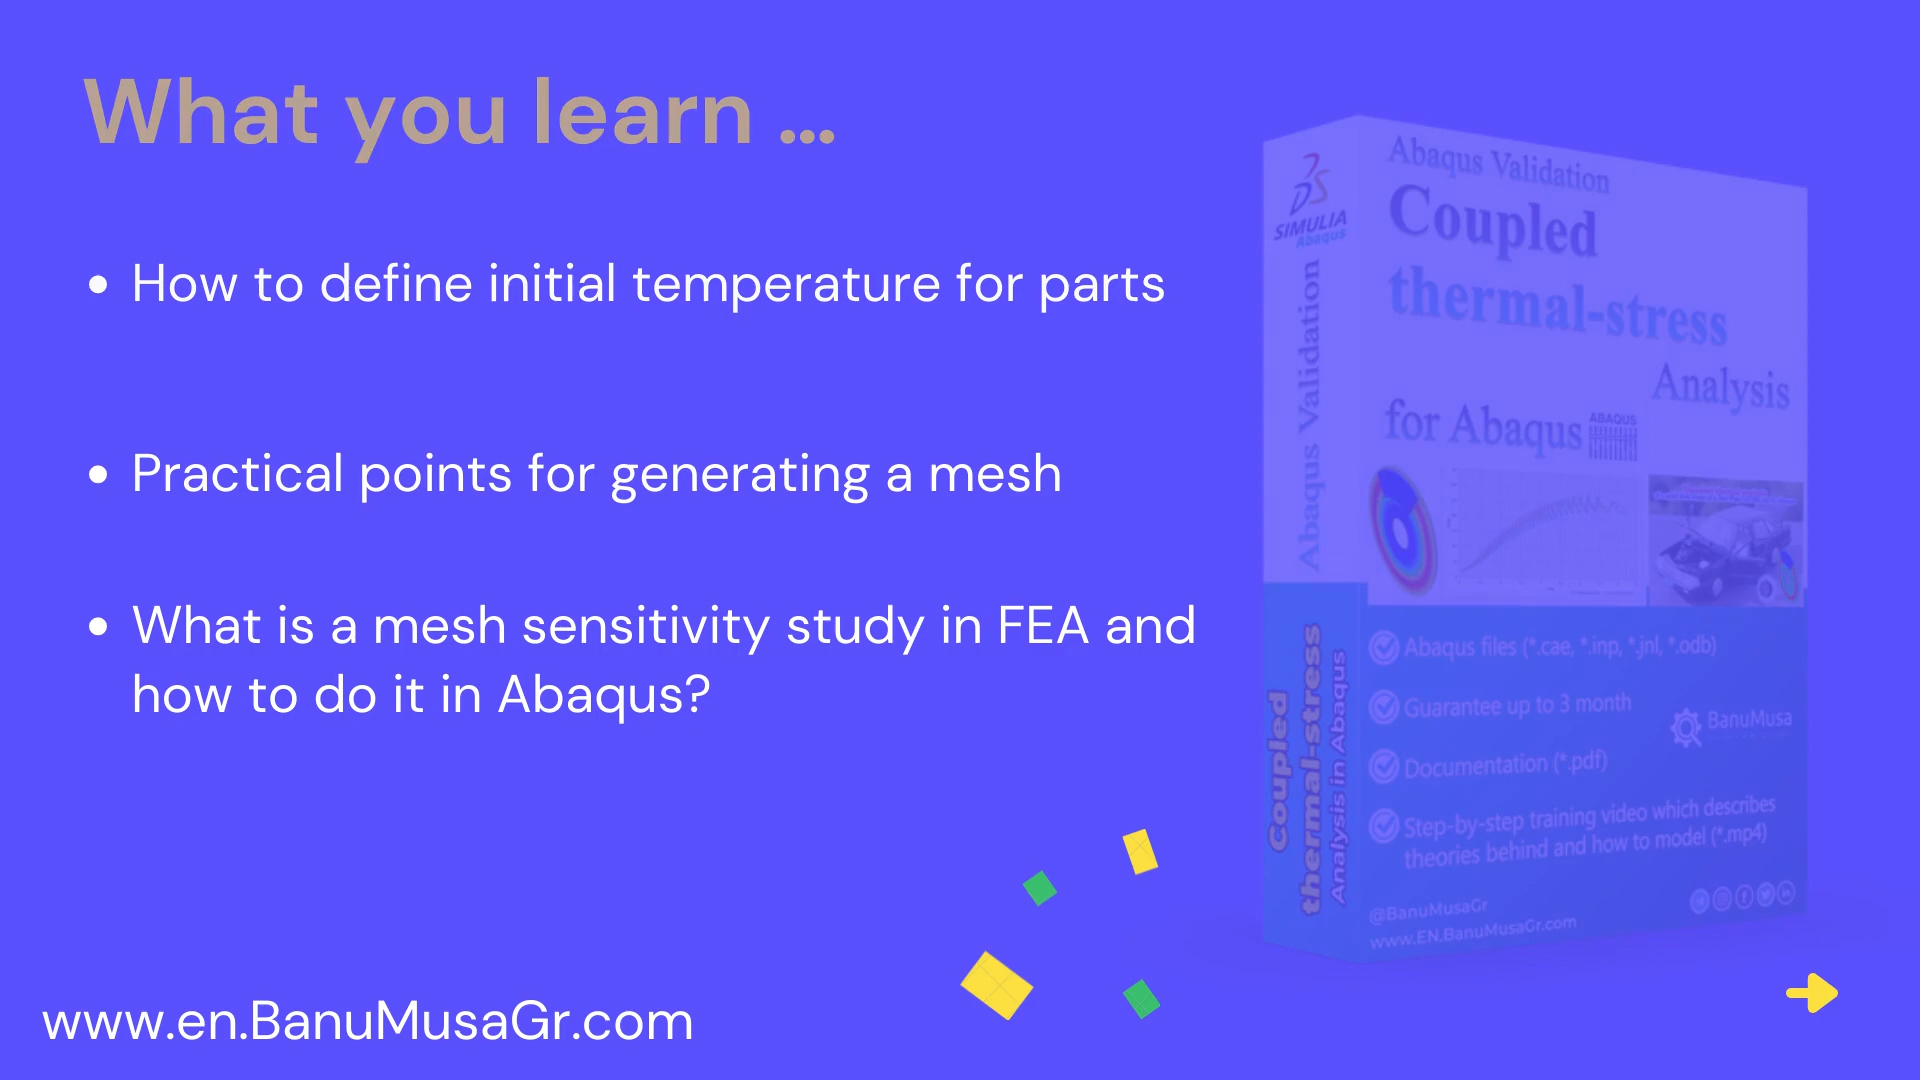 What you learn ...
• How to define initial temperature for parts
• Practical points for generating a mesh
• What is a mesh sensitivity study in FEA and
how to do it in Abaqus?
www.en.BanuMusaGr.com
SIMULIA
Abaqus
Abaqus Validation
Coupled
thermal-stress
Analysis in Abaqus
Abaqus Validation
Coupled
thermal-stress
Analysis
for Abaqus
ABAQUS
Abaqus files (*.cae, *.inp, *.jnl, *.odb)
Guarantee up to 3 month
BanuMusa
Documentation (*.pdf)
Step-by-step training video which describes
theories behind and how to model (*.mp4)
@BanuMusaGr
www.EN.BanuMusaGr.com